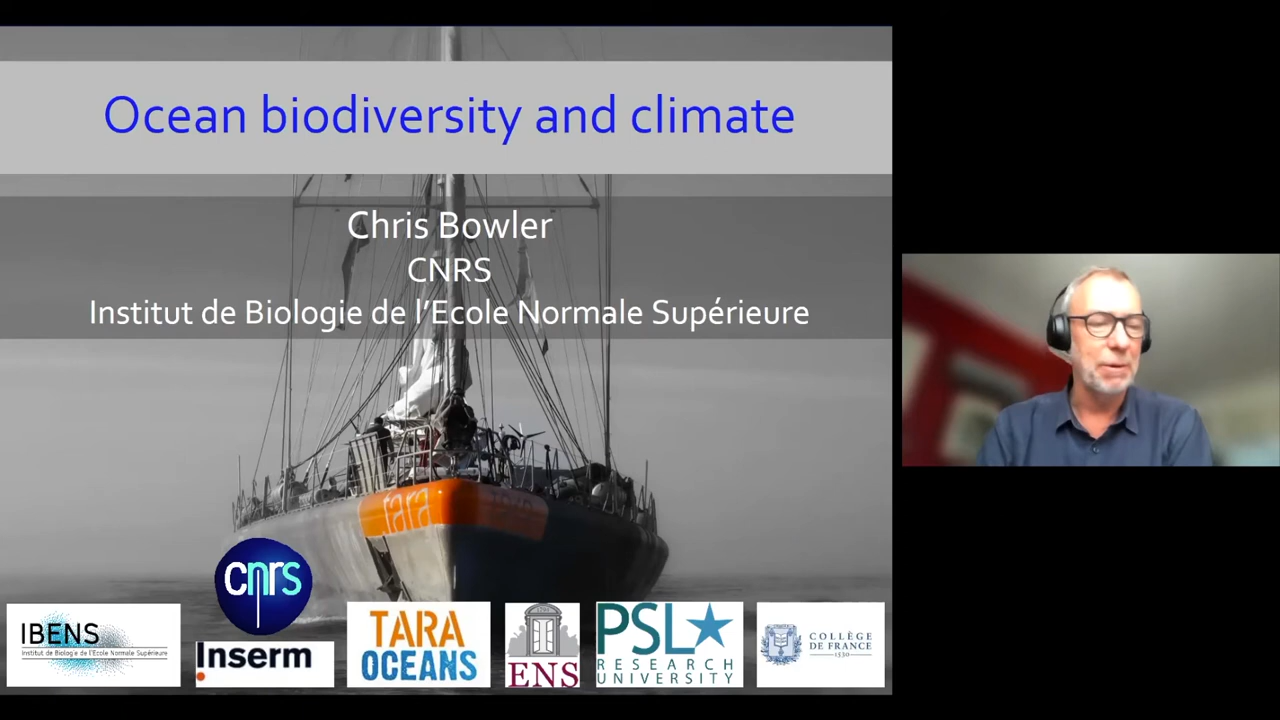 Ocean biodiversity and climate
Chris Bowler
CNRS
Institut de Biologie de l’Ecole Normale Supérieure
tara
cnrs
IBENS
Institut de Biologie de l'Ecole Normale Supérieure
Inserm
TARA
OCEANS
ENS
PSL
RESEARCH
UNIVERSITY
COLLÈGE
DE FRANCE
1530